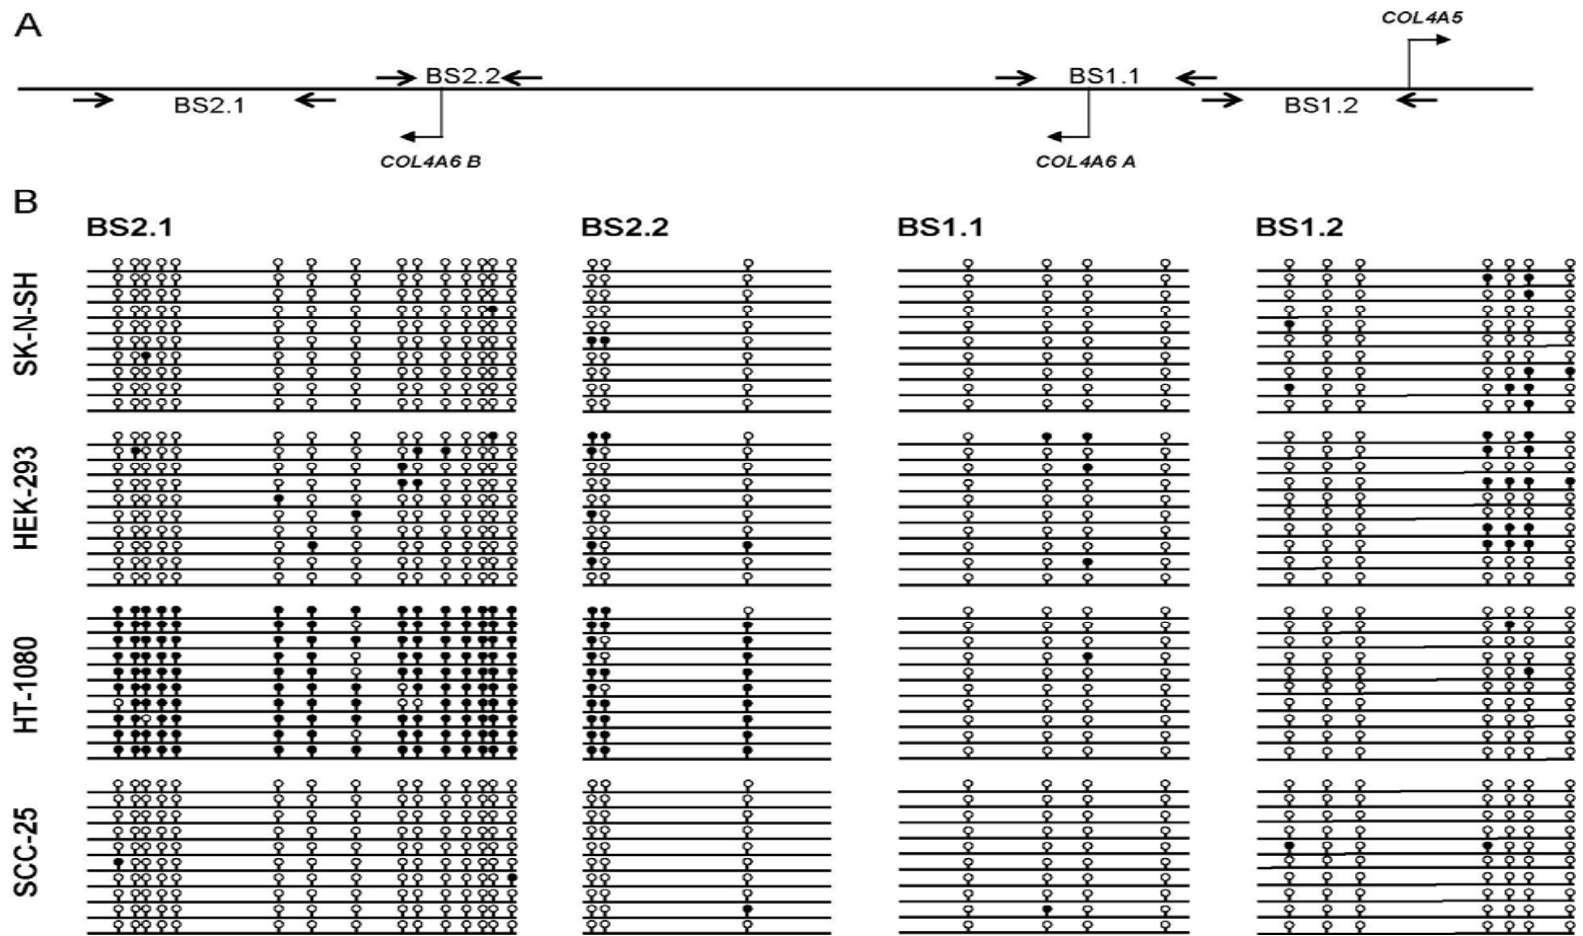 A
COL4A5
BS2.2
BS1.1
BS2.1
BS1.2
COL4A6 B
COL4A6 A
B
BS2.1 BS2.2 BS1.1 BS1.2
SK-N-SH
HEK-293
HT-1080
SCC-25